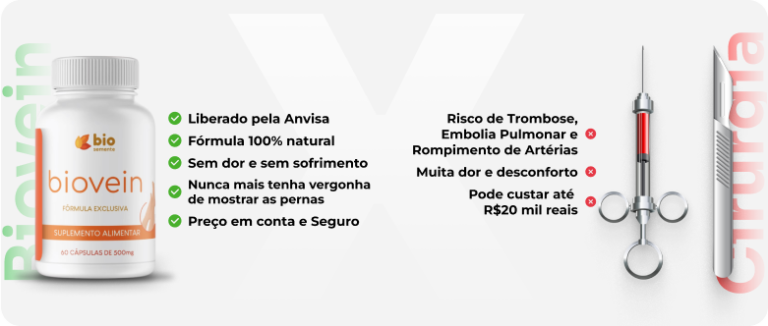 Biovein
bio
semente
biovein
FÓRMULA EXCLUSIVA
SUPLEMENTO ALIMENTAR
60 CÁPSULAS DE 500mg
Liberado pela Anvisa
Fórmula 100% natural
Sem dor e sem sofrimento
Nunca mais tenha vergonha
de mostrar as pernas
Preço em conta e Seguro
X
Risco de Trombose,
Embolia Pulmonar e
Rompimento de Artérias
Muita dor e desconforto
Pode custar até
R$20 mil reais
Cirurgia